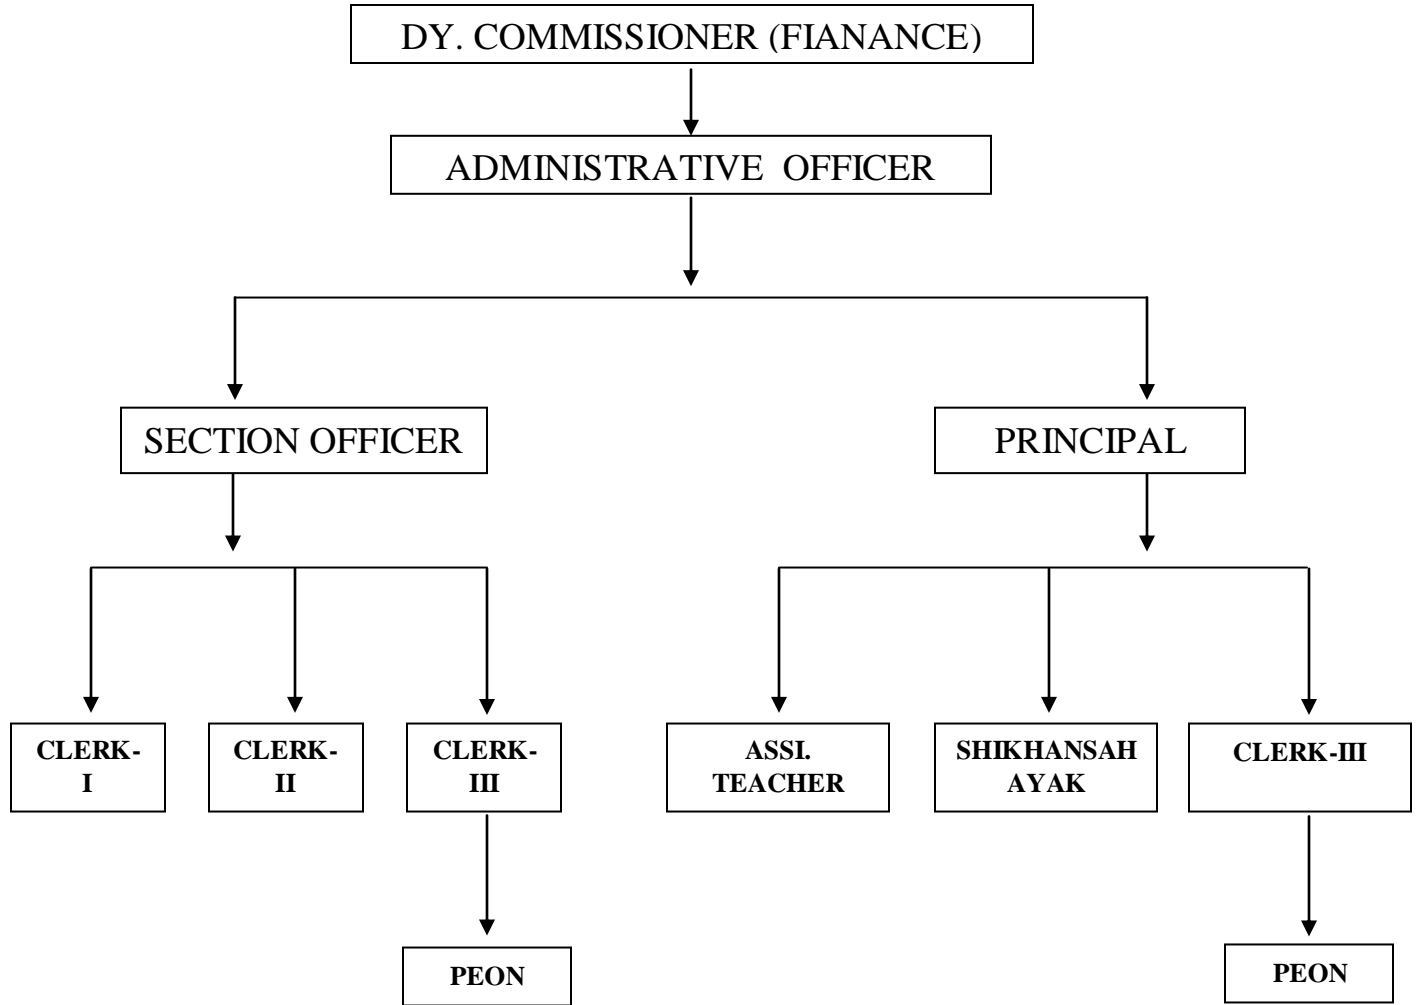 DY. COMMISSIONER (FIANANCE)
ADMINISTRATIVE OFFICER
SECTION OFFICER
PRINCIPAL
CLERK-
I
CLERK-
II
CLERK-
III
ASSI.
TEACHER
SHIKHANSAH
AYAK
CLERK-III
PEON
PEON